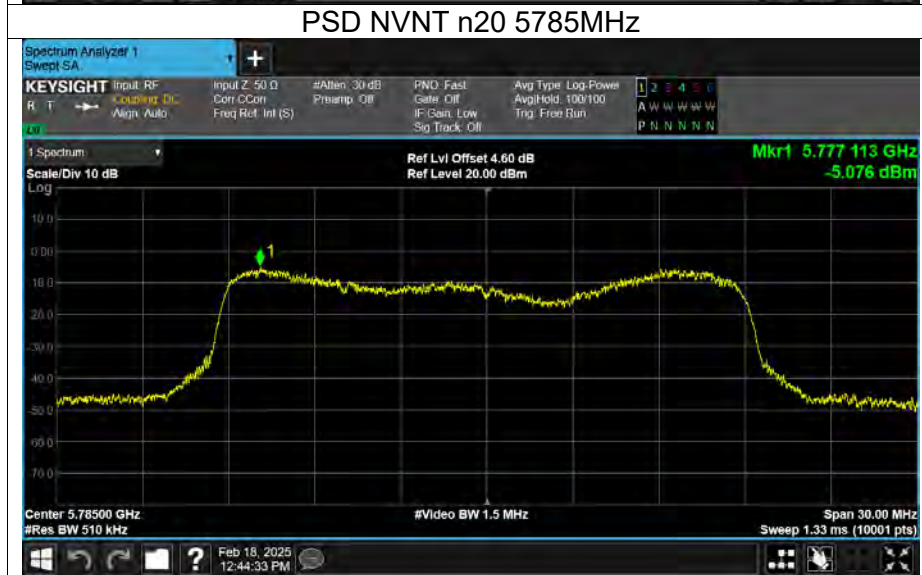 PSD NVNT n20 5785MHz
Spectrum Analyzer 1
Swept SA
KEYSIGHT Input: RF Input Z: 50 Ω #Atten: 30 dB PNO: Fast Avg Type: Log-Power 1 2 3 4 5 6
R T Coupling: DC Corr CCorr Preamp: Off Gate: Off Avg|Hold: 100/100 A W W W W W
Align: Auto Freq Ref: Int (S) IF Gain: Low Trig: Free Run
Sig Track: Off P N N N N N
1 Spectrum Ref Lvl Offset 4.60 dB Mkr1 5.777 113 GHz
Scale/Div 10 dB Ref Level 20.00 dBm -5.076 dBm
Log
10.0
0.00
1
-10.0
-20.0
-30.0
-40.0
-50.0
-60.0
-70.0
Center 5.78500 GHz #Video BW 1.5 MHz Span 30.00 MHz
#Res BW 510 kHz Sweep 1.33 ms (10001 pts)
? Feb 18, 2025
12:44:33 PM